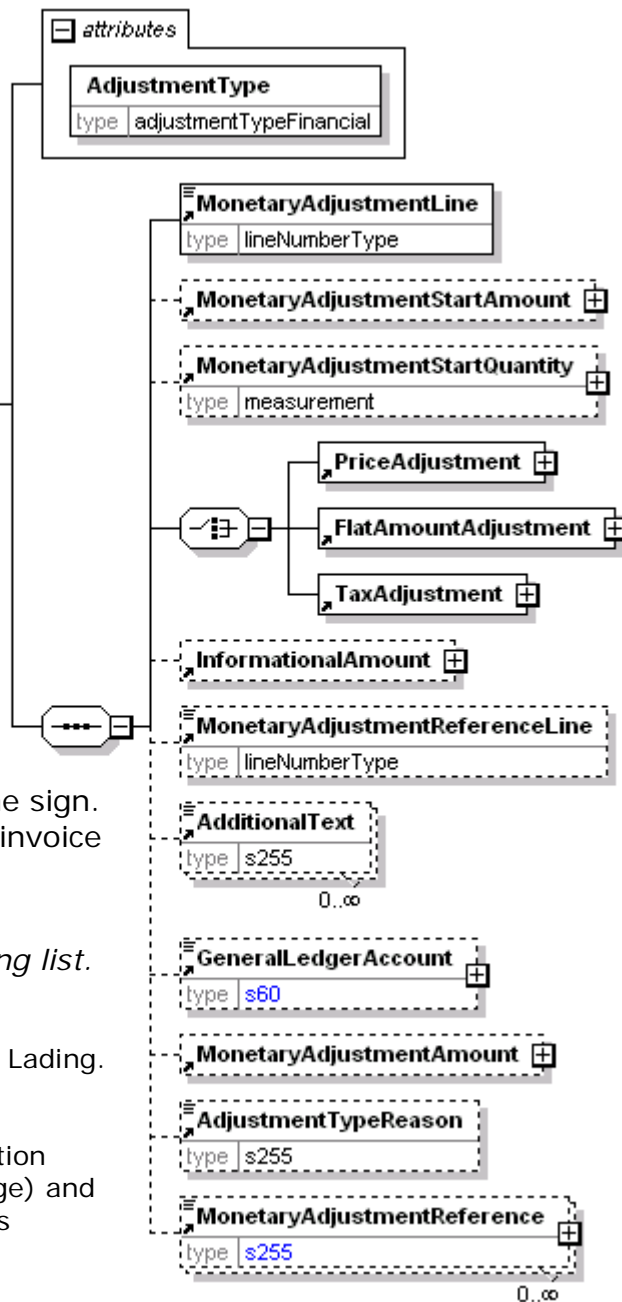 attributes
AdjustmentType
type adjustmentTypeFinancial
MonetaryAdjustmentLine
type lineNumberType
MonetaryAdjustmentStartAmount
MonetaryAdjustmentStartQuantity
type measurement
PriceAdjustment
FlatAmountAdjustment
TaxAdjustment
InformationalAmount
MonetaryAdjustmentReferenceLine
type lineNumberType
e sign.
invoice
AdditionalText
type s255
0..∞
ng list.
GeneralLedgerAccount
type s60
Lading.
MonetaryAdjustmentAmount
AdjustmentTypeReason
type s255
tion
ge) and
s
MonetaryAdjustmentReference
type s255
0..∞